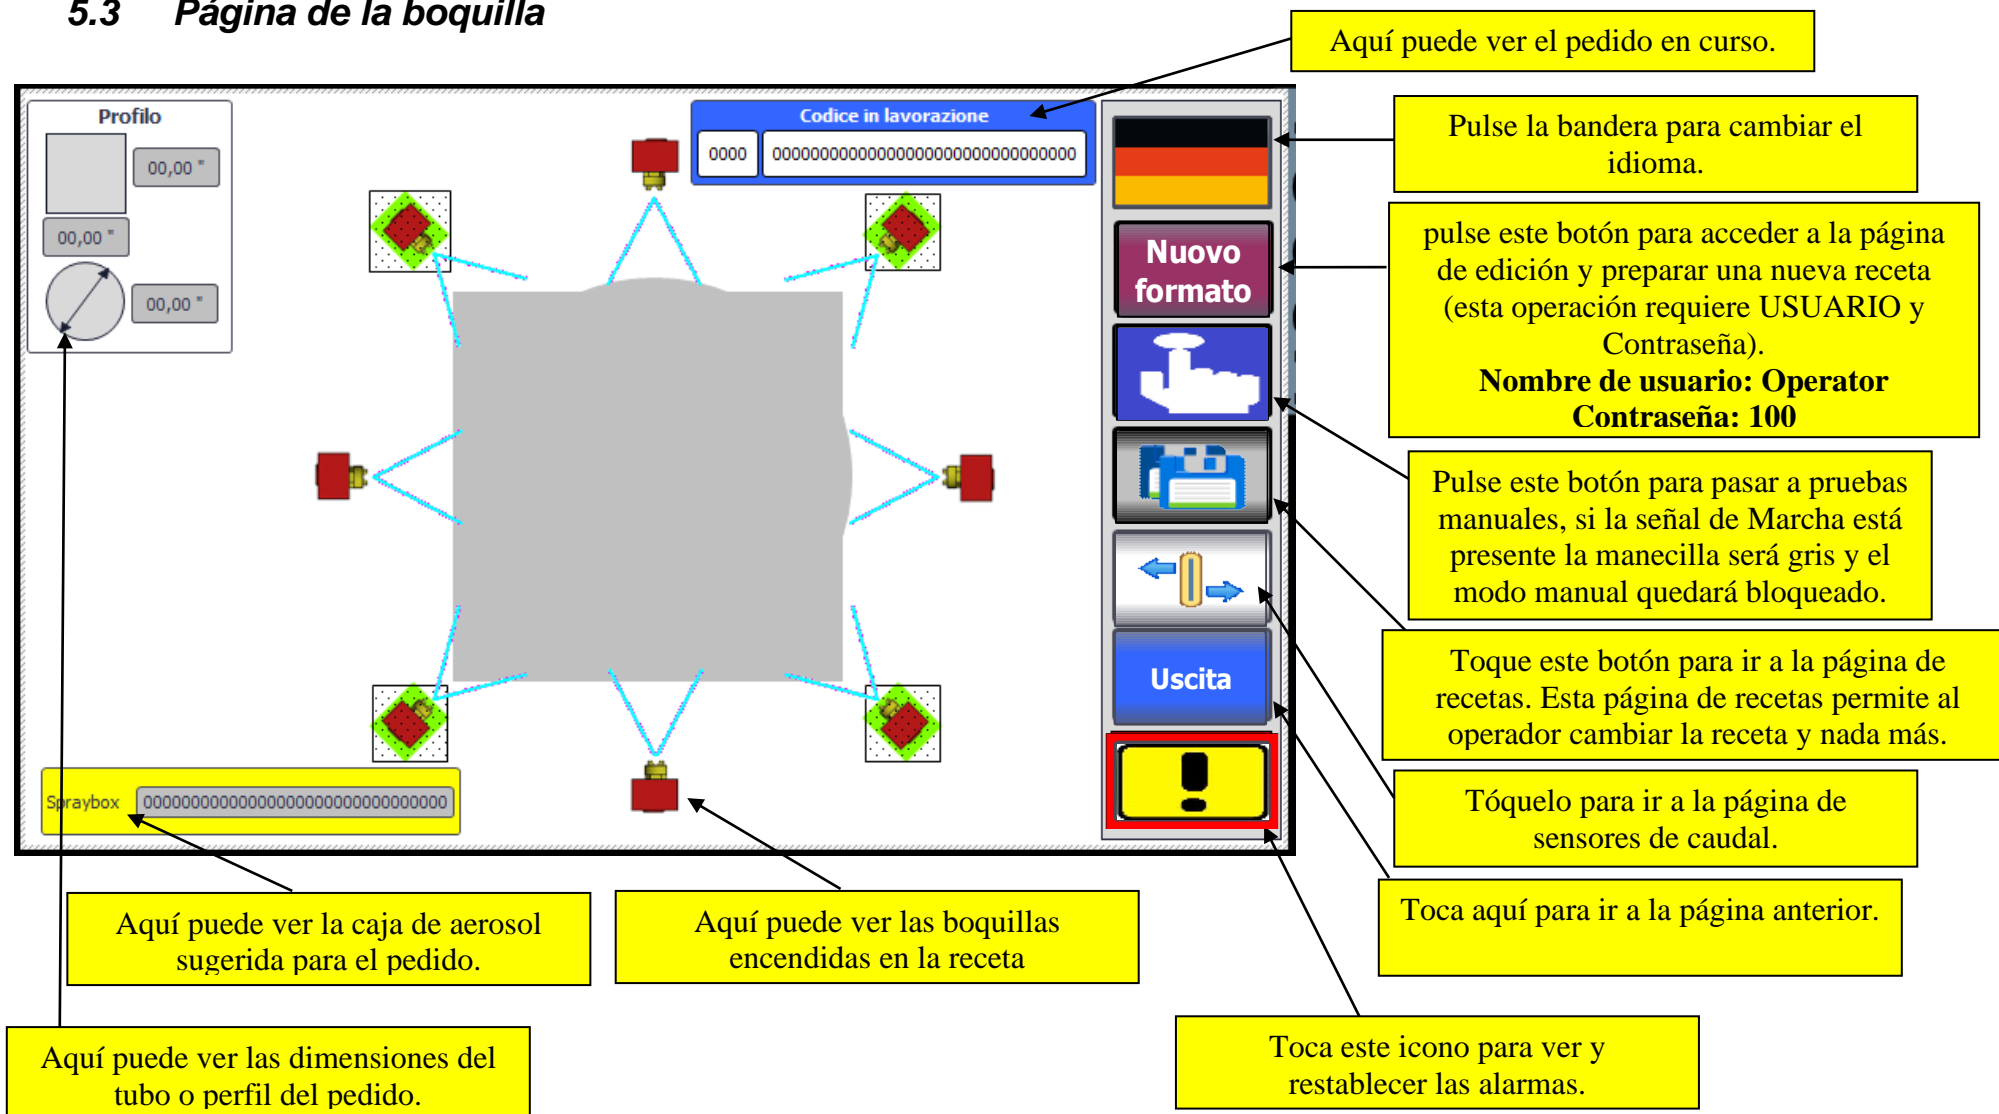 5.3 Página de la boquilla
Aquí puede ver el pedido en curso.
Profilo
00,00 "
00,00 "
00,00 "
Codice in lavorazione
0000 00000000000000000000000000000000
Pulse la bandera para cambiar el
idioma.
Nuovo
formato
pulse este botón para acceder a la página
de edición y preparar una nueva receta
(esta operación requiere USUARIO y
Contraseña).
Nombre de usuario: Operator
Contraseña: 100
Pulse este botón para pasar a pruebas
manuales, si la señal de Marcha está
presente la manecilla será gris y el
modo manual quedará bloqueado.
Toque este botón para ir a la página de
recetas. Esta página de recetas permite al
operador cambiar la receta y nada más.
Uscita
Tóquelo para ir a la página de
sensores de caudal.
Spraybox 00000000000000000000000000000000
Toca aquí para ir a la página anterior.
Aquí puede ver la caja de aerosol
sugerida para el pedido.
Aquí puede ver las boquillas
encendidas en la receta
Aquí puede ver las dimensiones del
tubo o perfil del pedido.
Toca este icono para ver y
restablecer las alarmas.